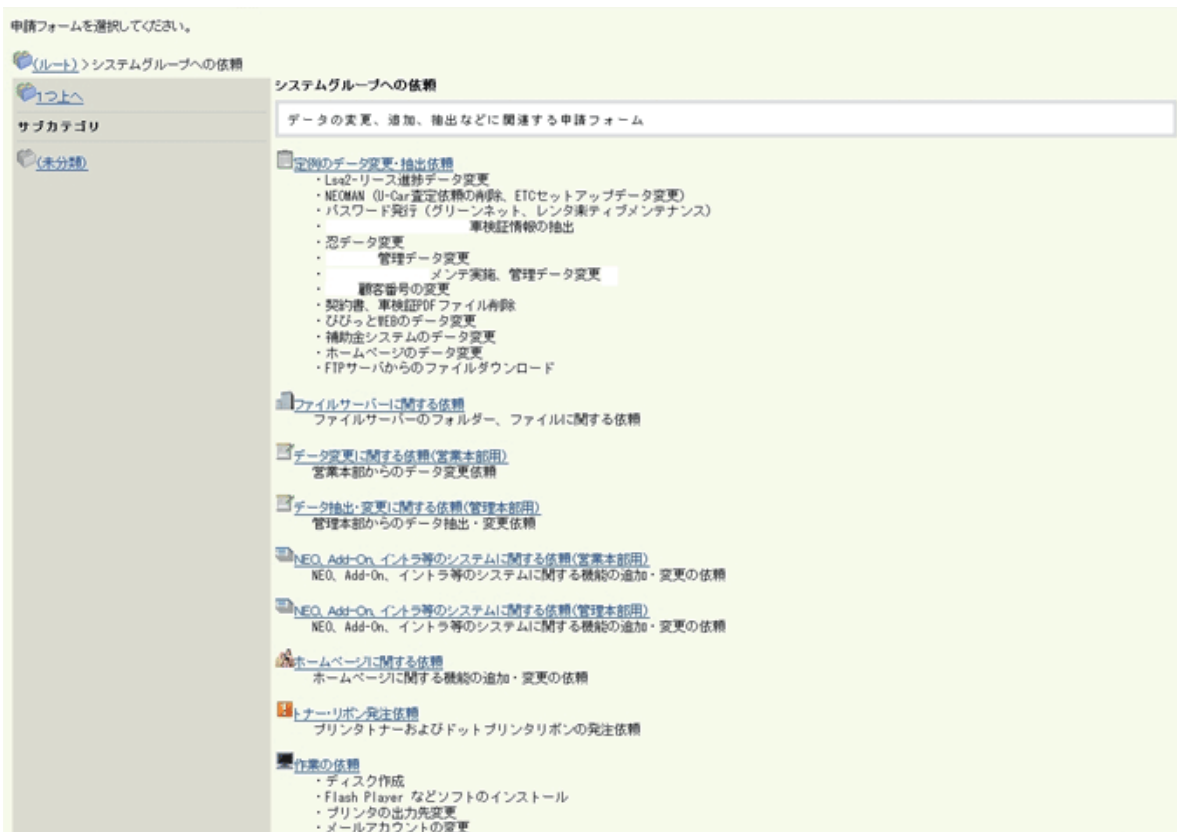 申請フォームを選択してください。
(ルート) > システムグループへの依頼
1つ上へ
サブカテゴリ
(未分類)
システムグループへの依頼
データの変更、追加、抽出などに関連する申請フォーム
定例のデータ変更・抽出依頼
・Lsq2-リース進捗データ変更
・NEOMAN（U-Car査定依頼の削除、ETCセットアップデータ変更）
・パスワード発行（グリーンネット、レンタ楽ティブメンテナンス）
・ 車検証情報の抽出
・忍データ変更
・ 管理データ変更
・ メンテ実施、管理データ変更
・ 顧客番号の変更
・契約書、車検証PDFファイル削除
・びびっとWEBのデータ変更
・補助金システムのデータ変更
・ホームページのデータ変更
・FTPサーバからのファイルダウンロード
ファイルサーバーに関する依頼
ファイルサーバーのフォルダー、ファイルに関する依頼
データ変更に関する依頼(営業本部用)
営業本部からのデータ変更依頼
データ抽出・変更に関する依頼(管理本部用)
管理本部からのデータ抽出・変更依頼
NEO、Add-On、イントラ等のシステムに関する依頼(営業本部用)
NEO、Add-On、イントラ等のシステムに関する機能の追加・変更の依頼
NEO、Add-On、イントラ等のシステムに関する依頼(管理本部用)
NEO、Add-On、イントラ等のシステムに関する機能の追加・変更の依頼
ホームページに関する依頼
ホームページに関する機能の追加・変更の依頼
トナー・リボン発注依頼
プリンタトナーおよびドットプリンタリボンの発注依頼
作業の依頼
・ディスク作成
・Flash Player などソフトのインストール
・プリンタの出力先変更
・メールアカウントの変更